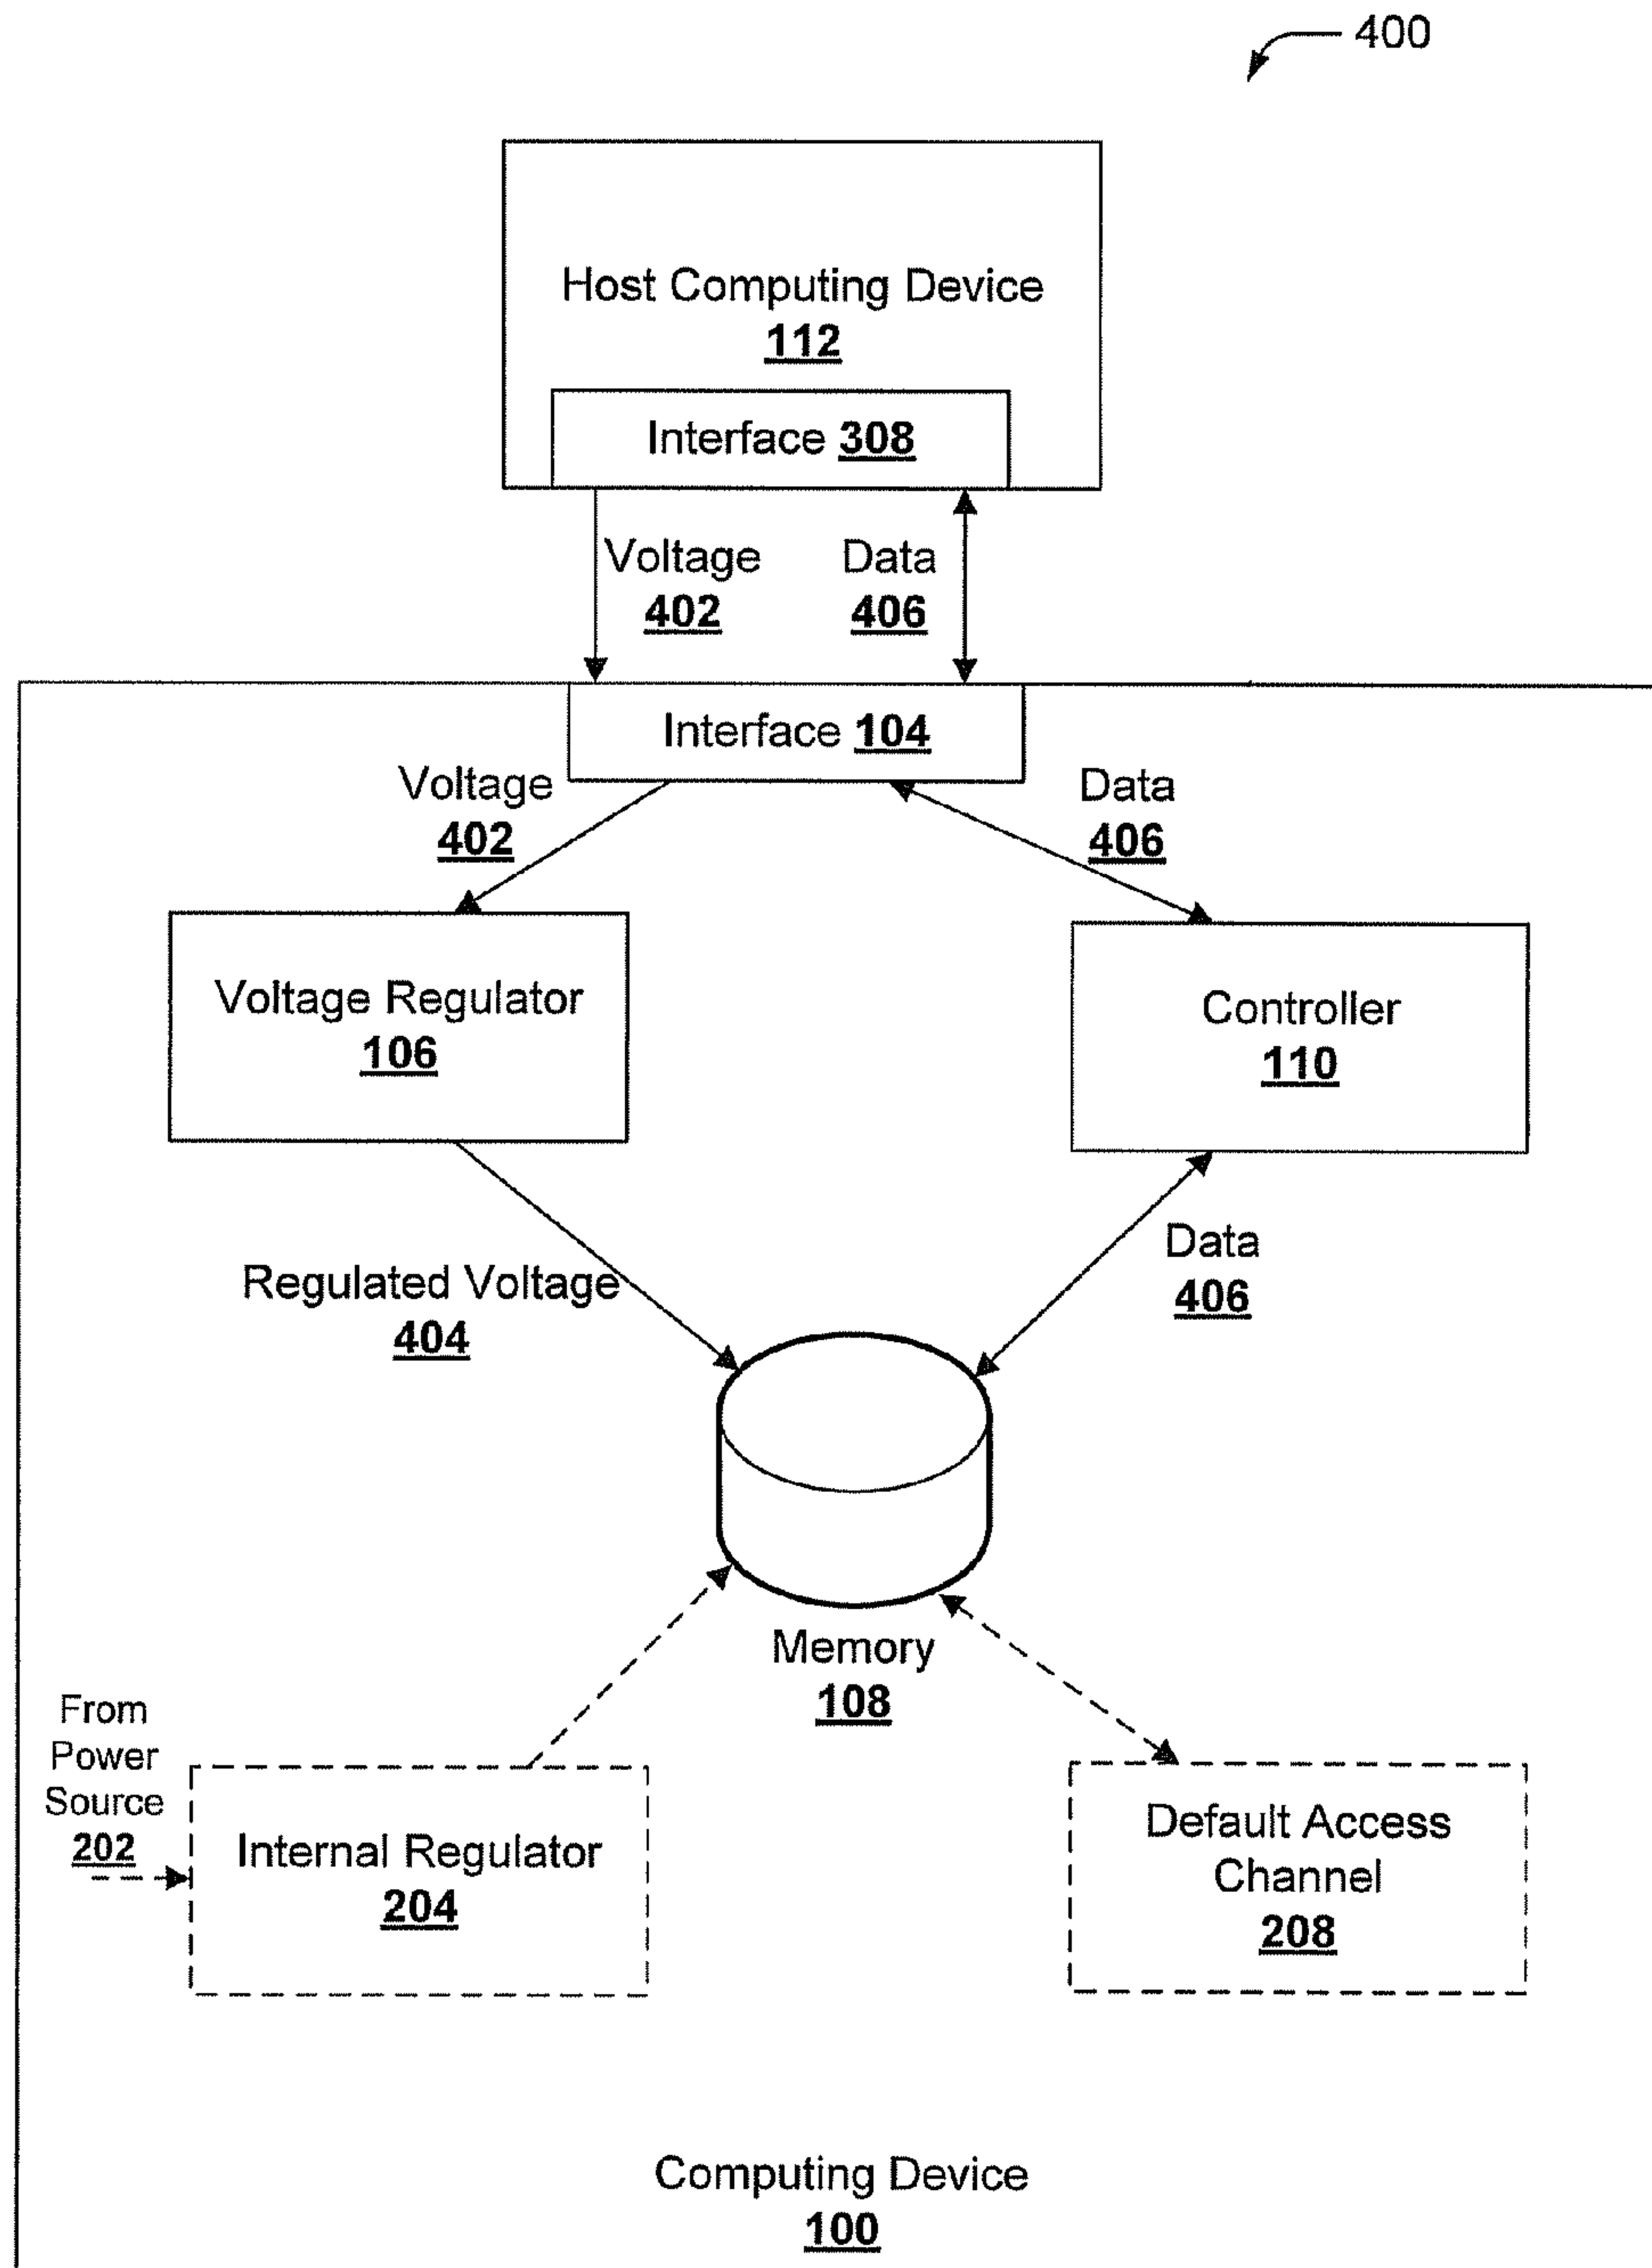 400
Host Computing Device
112
Interface 308
Voltage
402
Data
406
Interface 104
Voltage
402
Data
406
Voltage Regulator
106
Controller
110
Regulated Voltage
404
Data
406
Memory
108
From
Power
Source
202
Internal Regulator
204
Default Access
Channel
208
Computing Device
100